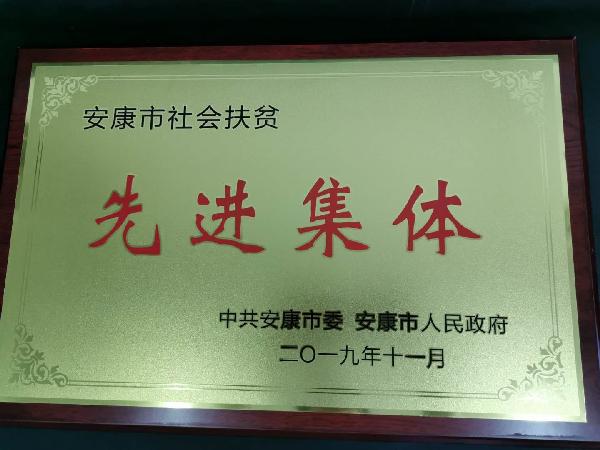 安康市社会扶贫
先进集体
中共安康市委 安康市人民政府
二〇一九年十一月